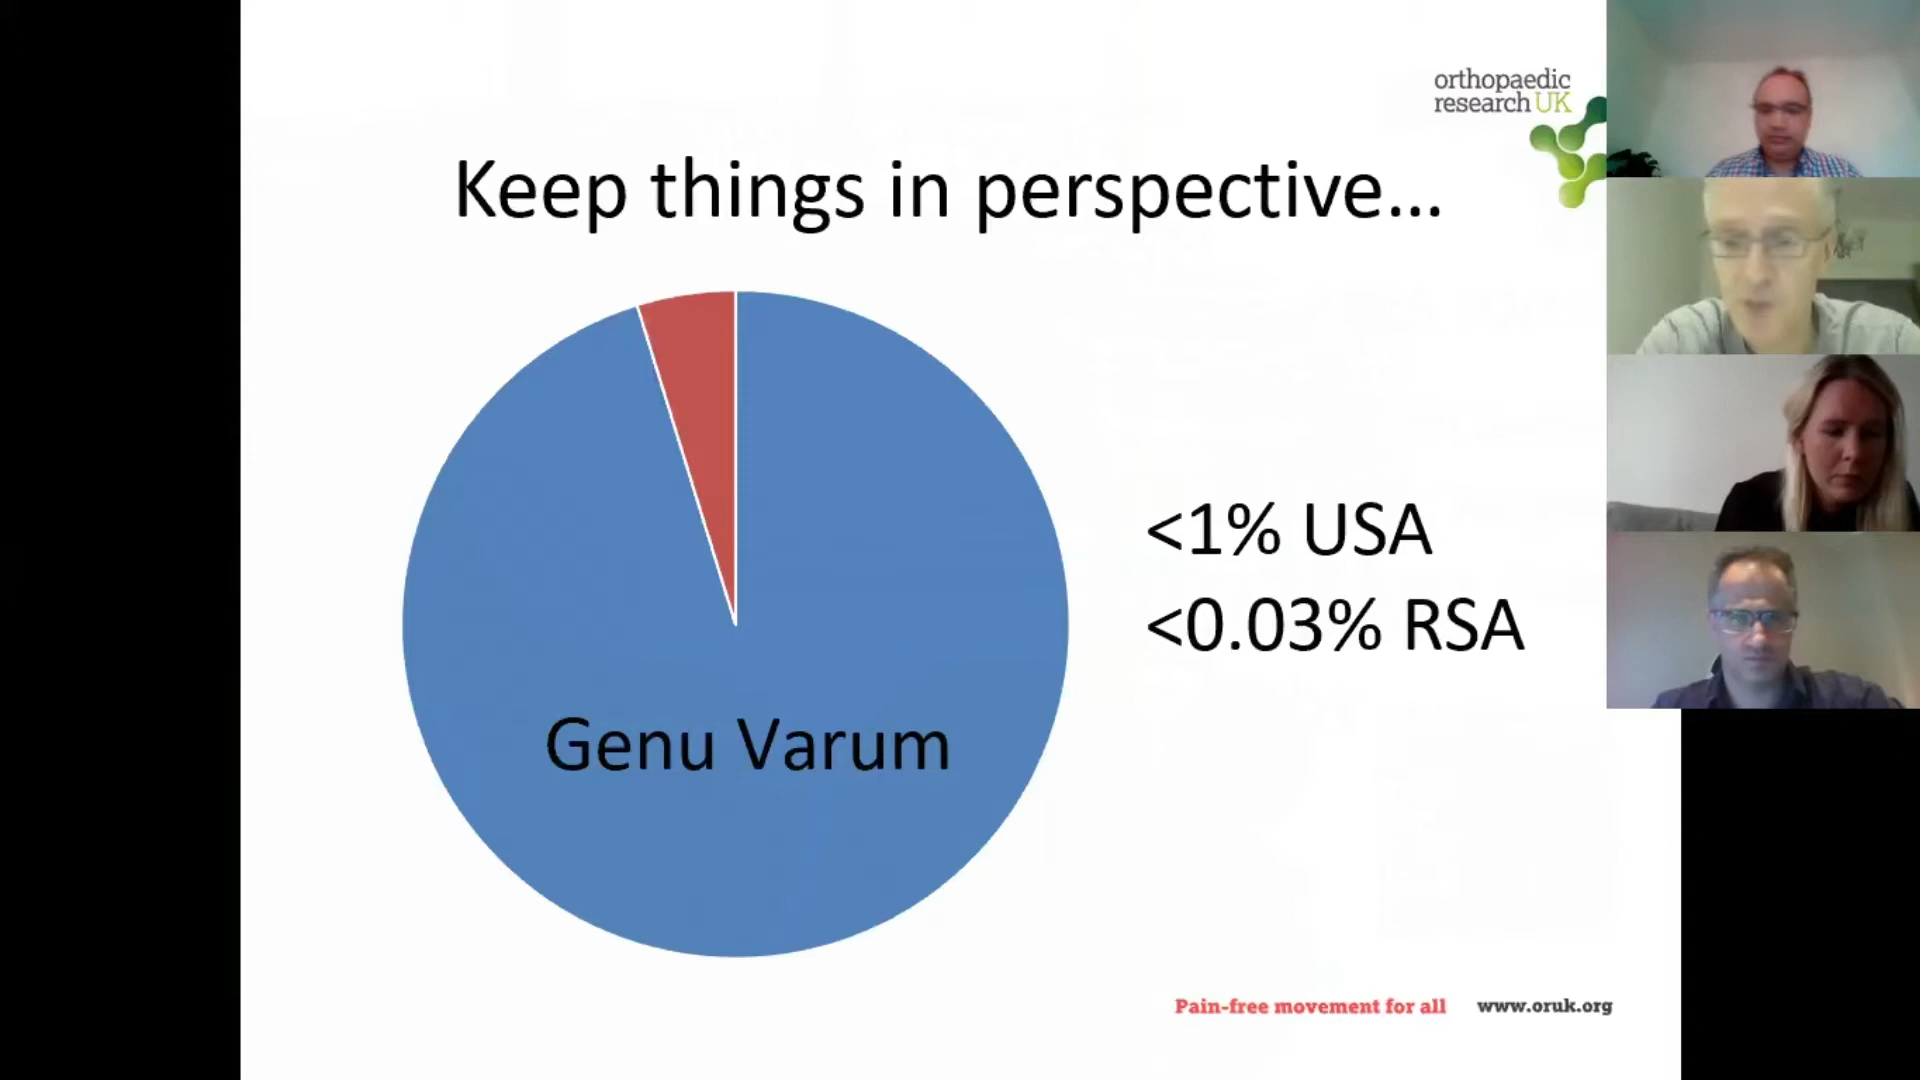 orthopaedic
research UK
Keep things in perspective...
<1% USA
<0.03% RSA
Genu Varum
Pain-free movement for all www.oruk.org